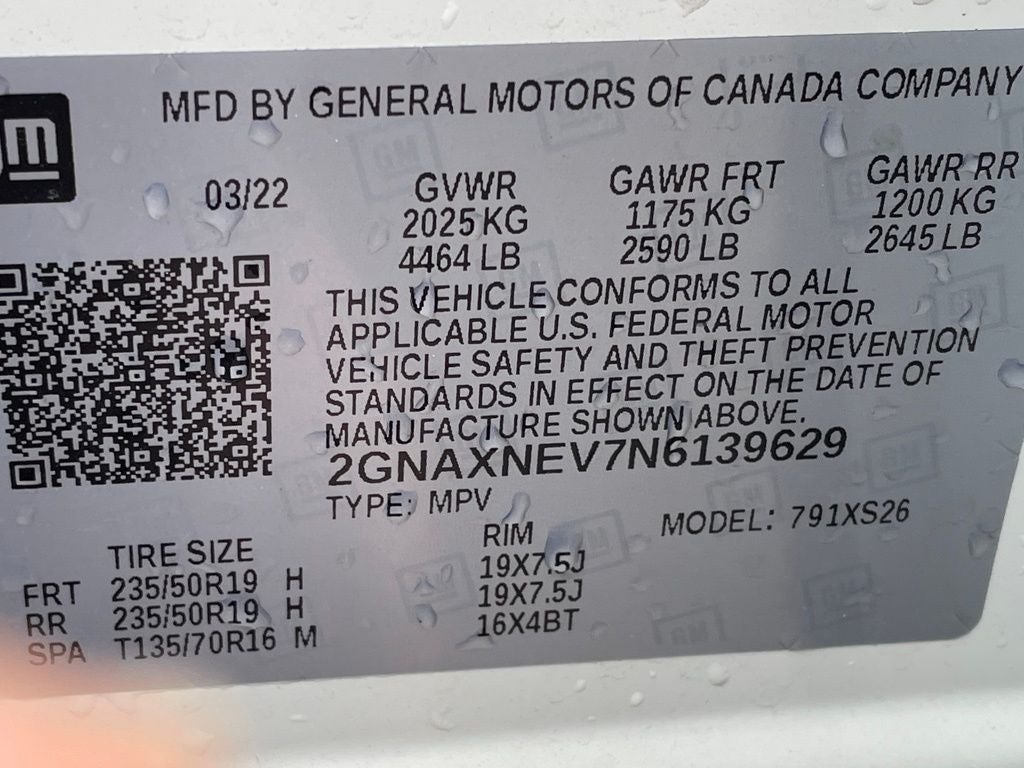 MFD BY GENERAL MOTORS OF CANADA COMPANY
gm
03/22
GVWR
2025 KG
4464 LB
GAWR FRT
1175 KG
2590 LB
GAWR RR
1200 KG
2645 LB
THIS VEHICLE CONFORMS TO ALL
APPLICABLE U.S. FEDERAL MOTOR
VEHICLE SAFETY AND THEFT PREVENTION
STANDARDS IN EFFECT ON THE DATE OF
MANUFACTURE SHOWN ABOVE.
2GNAXNEV7N6139629
TYPE: MPV
MODEL: 791XS26
TIRE SIZE RIM
FRT 235/50R19 H 19X7.5J
RR 235/50R19 H 19X7.5J
SPA T135/70R16 M 16X4BT